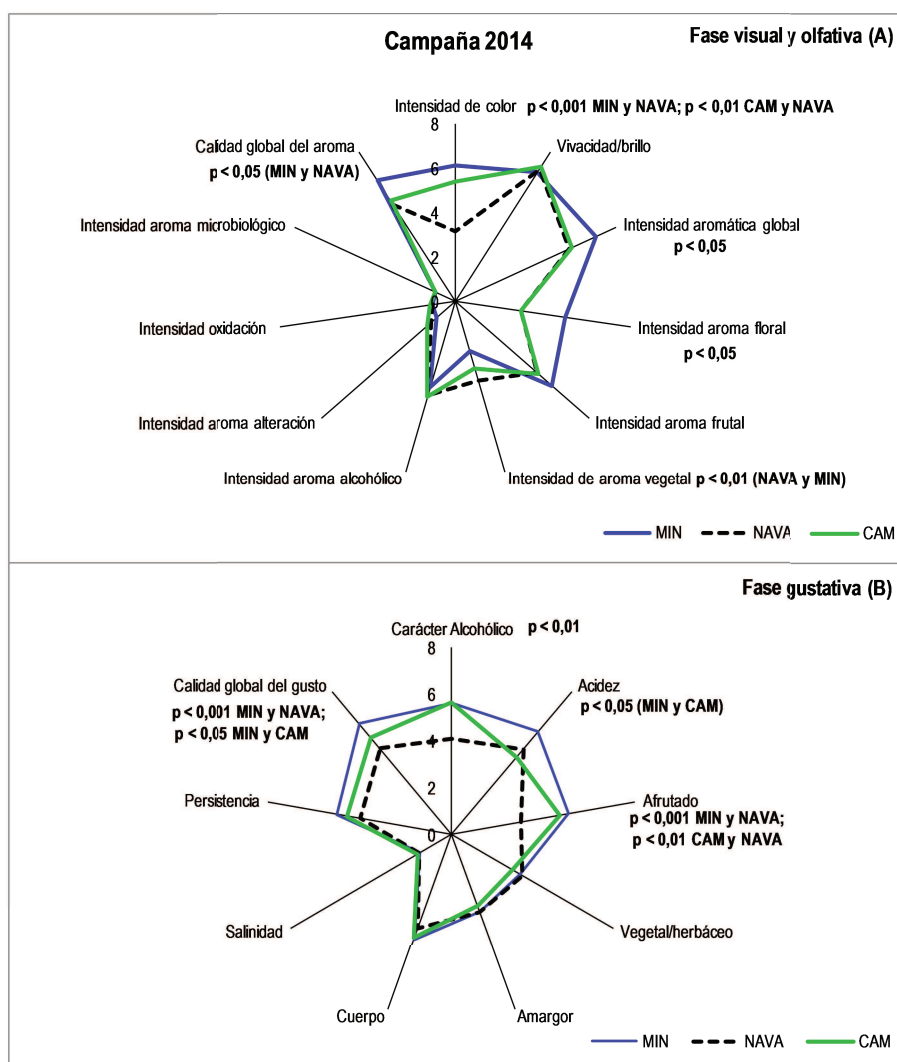 Campaña 2014
Fase visual y olfativa (A)
Intensidad de color p < 0,001 MIN y NAVA; p < 0,01 CAM y NAVA
8
Calidad global del aroma
p < 0,05 (MIN y NAVA)
Vivacidad/brillo
6
Intensidad aroma microbiológico
4
Intensidad aromática global
p < 0,05
2
0
Intensidad oxidación
Intensidad aroma floral
p < 0,05
Intensidad aroma alteración
Intensidad aroma frutal
Intensidad aroma alcohólico
Intensidad de aroma vegetal p < 0,01 (NAVA y MIN)
MIN NAVA CAM
Fase gustativa (B)
Carácter Alcohólico p < 0,01
8
Calidad global del gusto
p < 0,001 MIN y NAVA;
p < 0,05 MIN y CAM
Acidez
p < 0,05 (MIN y CAM)
6
4
Persistencia
Afrutado
p < 0,001 MIN y NAVA;
p < 0,01 CAM y NAVA
2
0
Salinidad
Vegetal/herbáceo
Cuerpo
Amargor
MIN NAVA CAM